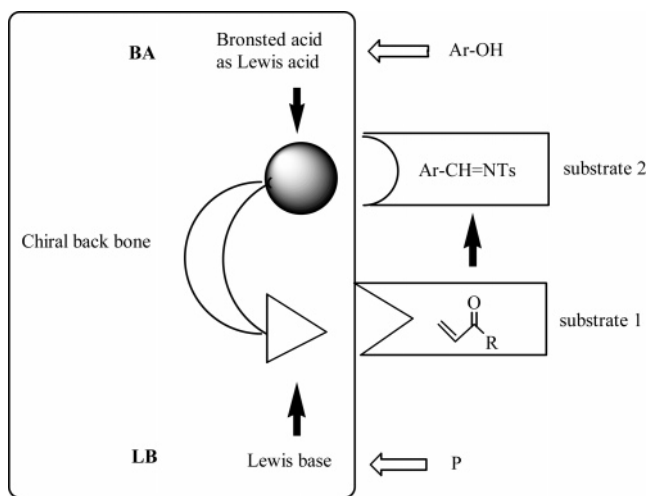 BA
Bronsted acid
as Lewis acid
Ar-OH
Ar-CH=NTs
substrate 2
Chiral back bone
O
R
substrate 1
LB
Lewis base
P